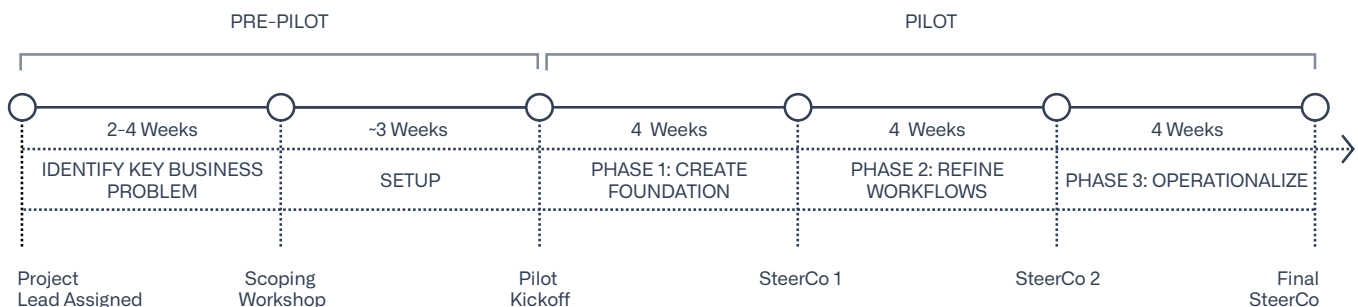 PRE-PILOT
PILOT
2-4 Weeks
~3 Weeks
4 Weeks
4 Weeks
4 Weeks
IDENTIFY KEY BUSINESS
PROBLEM
SETUP
PHASE 1: CREATE
FOUNDATION
PHASE 2: REFINE
WORKFLOWS
PHASE 3: OPERATIONALIZE
Project
Lead Assigned
Scoping
Workshop
Pilot
Kickoff
SteerCo 1
SteerCo 2
Final
SteerCo